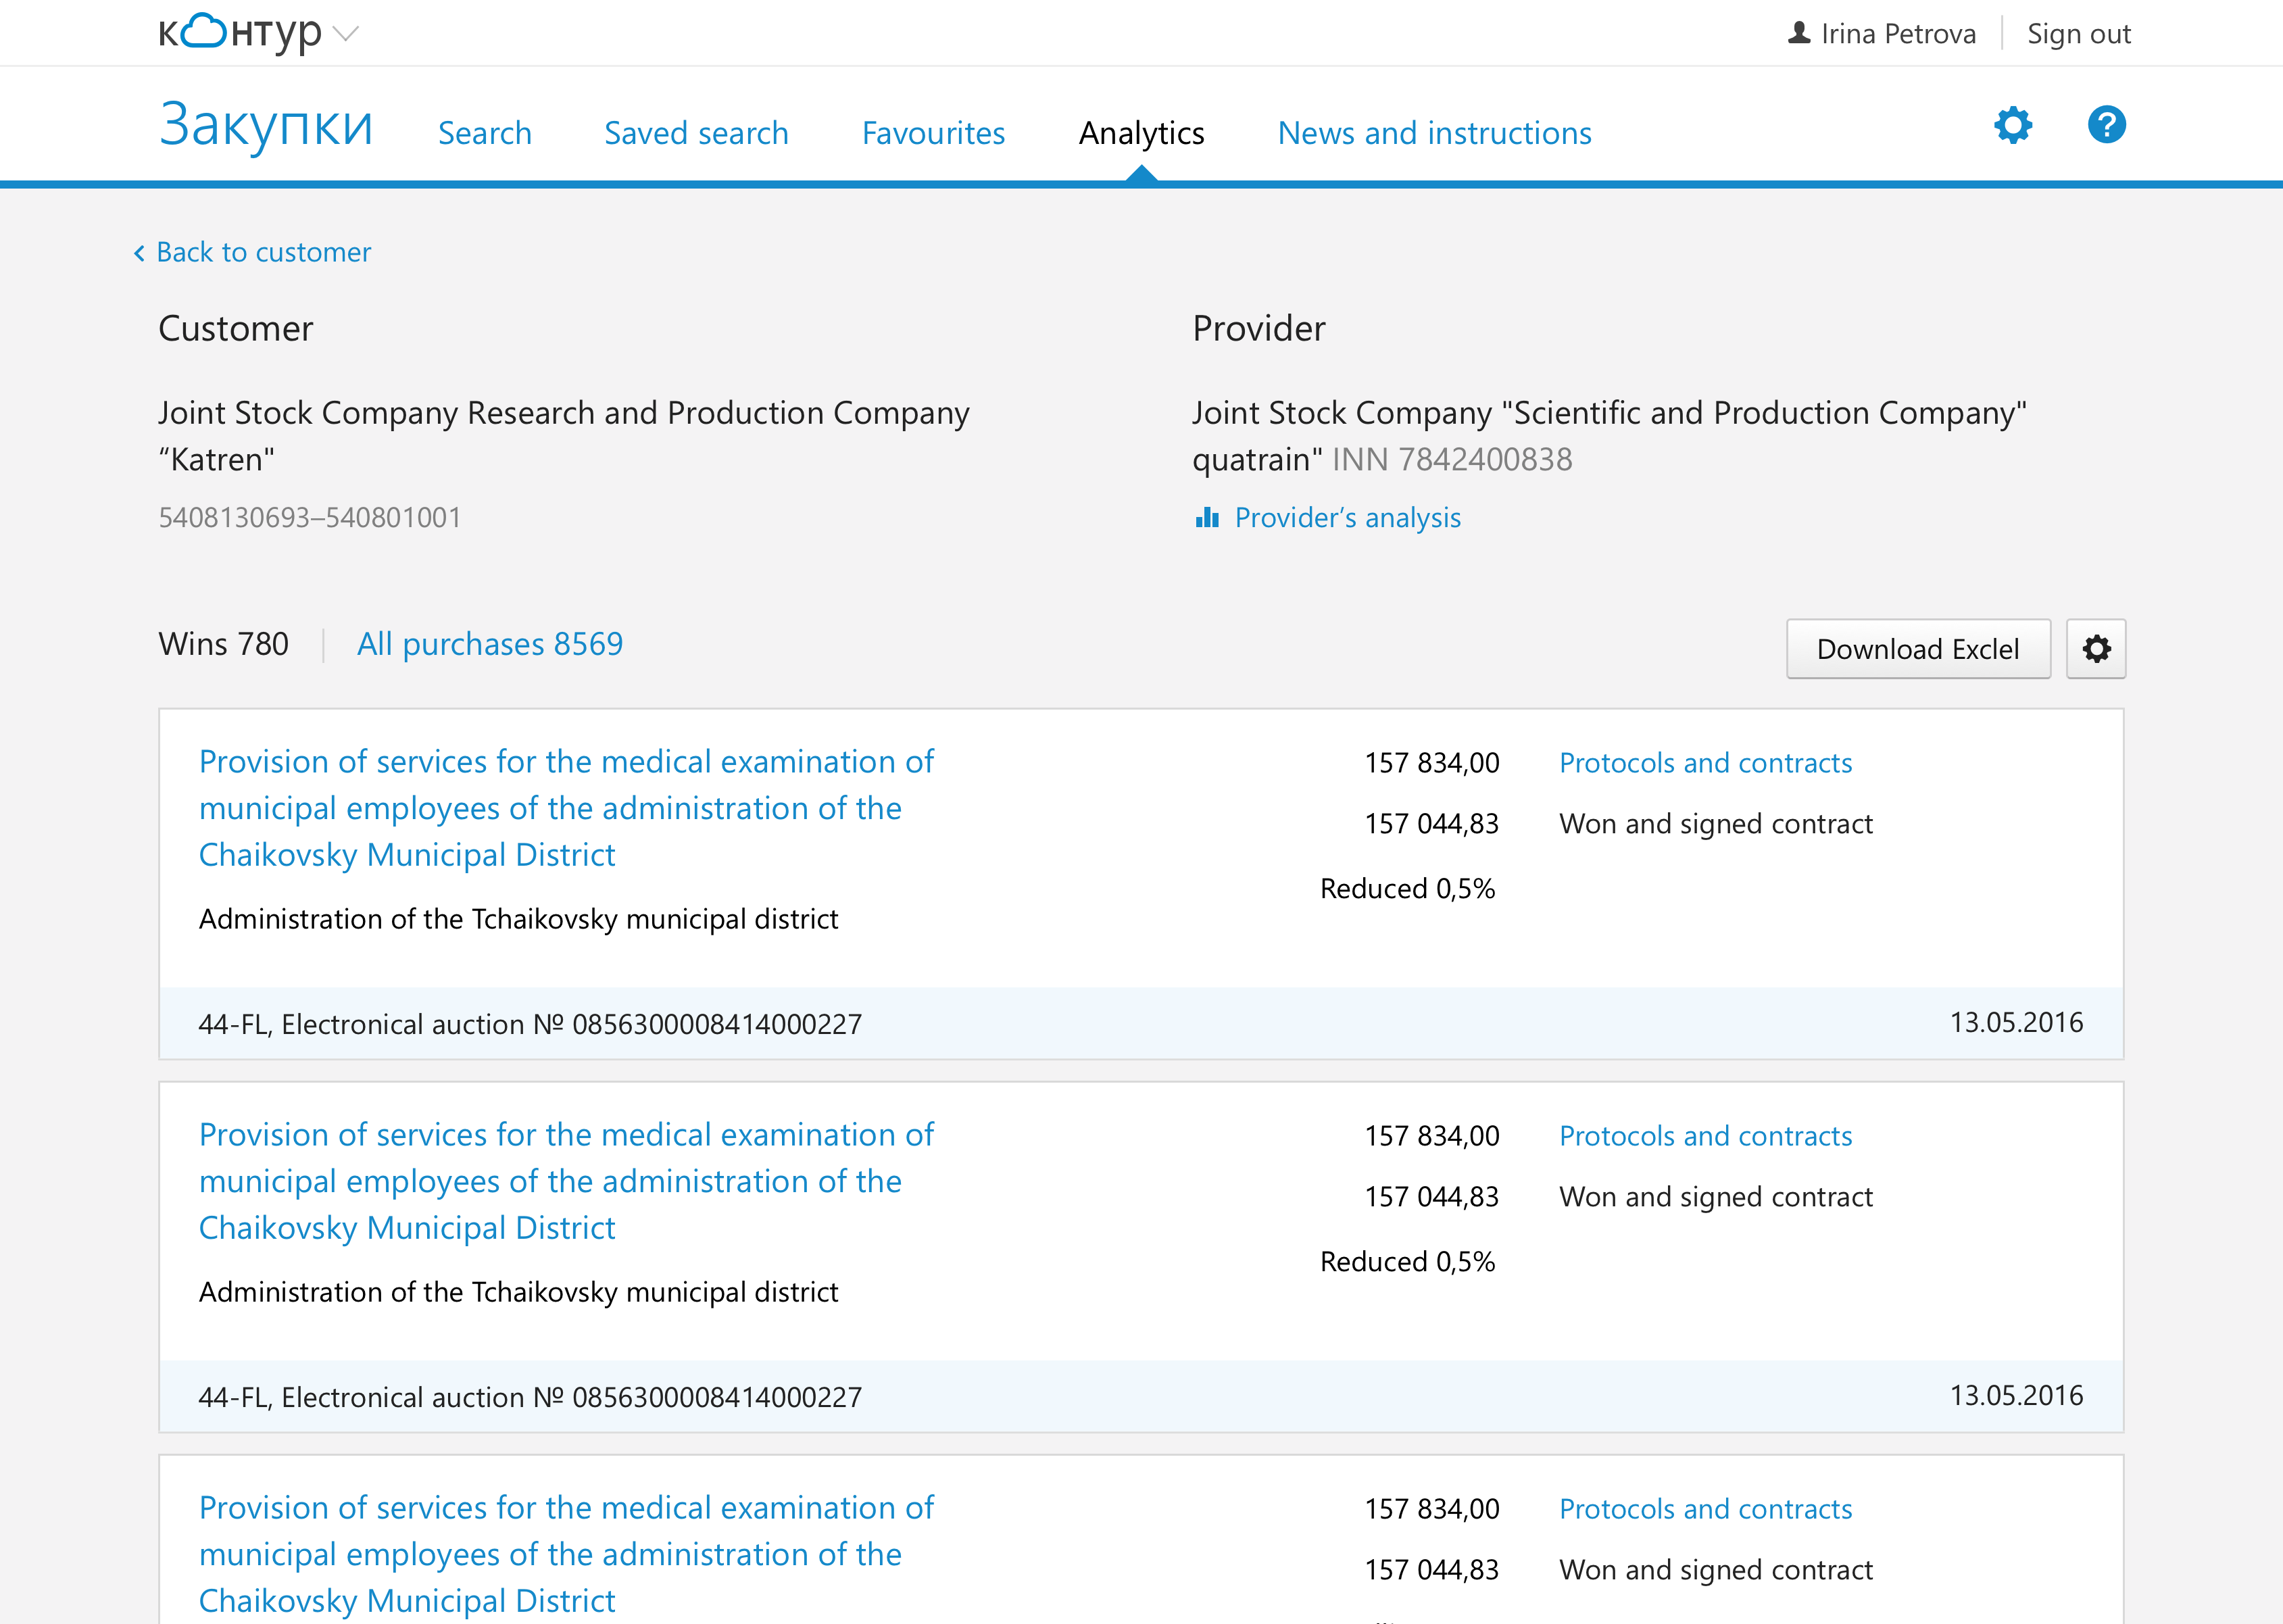 контур
Irina Petrova
Sign out
Закупки
Search
Saved search
Favourites
Analytics
News and instructions
?
Back to customer
Customer
Joint Stock Company Research and Production Company
“Katren"
5408130693–540801001
Provider
Joint Stock Company "Scientific and Production Company"
quatrain" INN 7842400838
Provider’s analysis
Wins 780
All purchases 8569
Download Exclel
Provision of services for the medical examination of
municipal employees of the administration of the
Chaikovsky Municipal District
Administration of the Tchaikovsky municipal district
157 834,00
157 044,83
Reduced 0,5%
Protocols and contracts
Won and signed contract
44-FL, Electronical auction № 0856300008414000227
13.05.2016
Provision of services for the medical examination of
municipal employees of the administration of the
Chaikovsky Municipal District
Administration of the Tchaikovsky municipal district
157 834,00
157 044,83
Reduced 0,5%
Protocols and contracts
Won and signed contract
44-FL, Electronical auction № 0856300008414000227
13.05.2016
Provision of services for the medical examination of
municipal employees of the administration of the
Chaikovsky Municipal District
157 834,00
157 044,83
Protocols and contracts
Won and signed contract